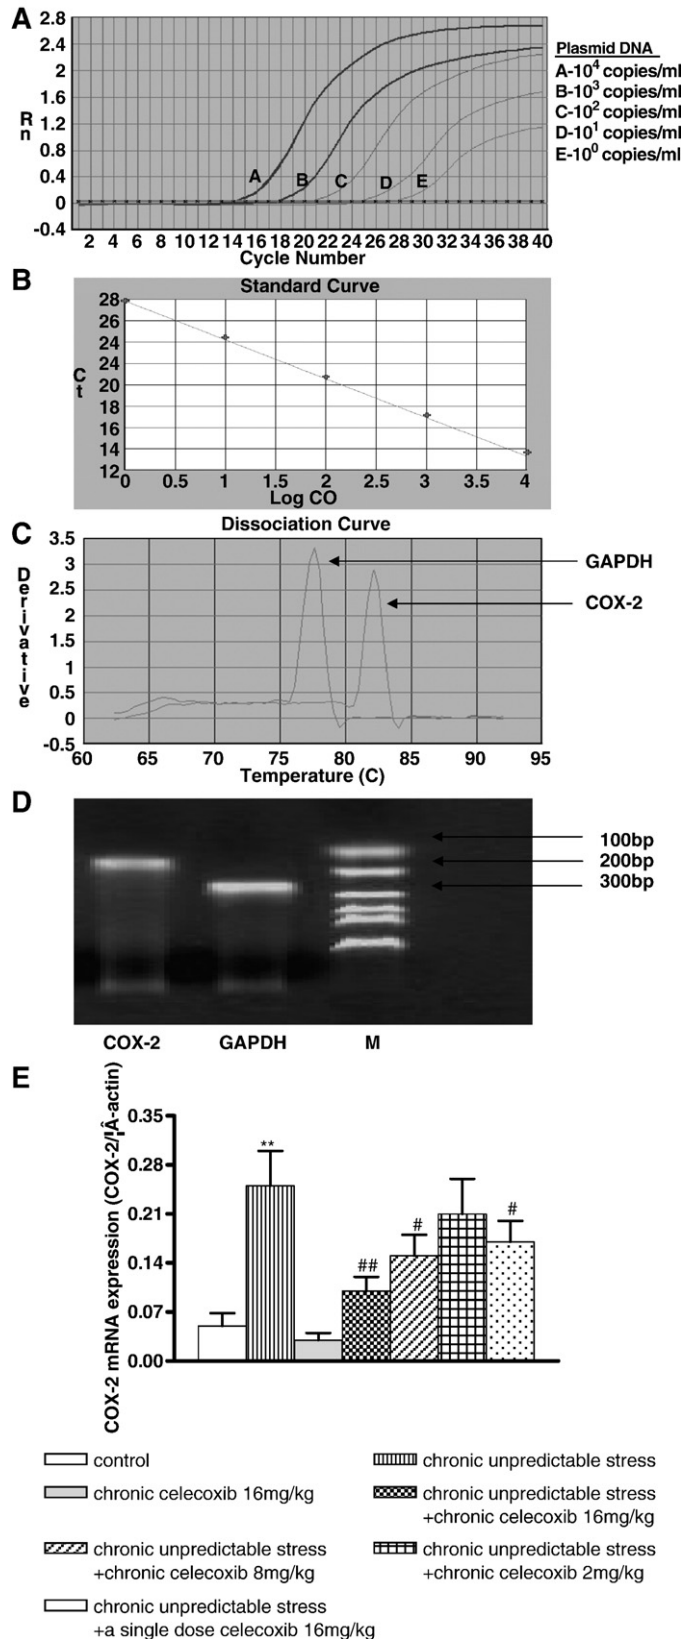 A
2.8
2.4
2
1.6
1.2
0.8
0.4
0
-0.4
Rn
A B C D E
2 4 6 8 10 12 14 16 18 20 22 24 26 28 30 32 34 36 38 40
Cycle Number
Plasmid DNA
A-10⁴ copies/ml
B-10³ copies/ml
C-10² copies/ml
D-10¹ copies/ml
E-10⁰ copies/ml
B
Standard Curve
28
26
24
24
20
18
16
14
12
Ct
0 0.5 1 1.5 2 2.5 3 3.5 4
Log CO
C
Dissociation Curve
3.5
3
2.5
2
1.5
1
0.5
0
-0.5
Derivative
GAPDH
COX-2
60 65 70 75 80 85 90 95
Temperature (C)
D
100bp
200bp
300bp
COX-2 GAPDH M
E
COX-2 mRNA expression (COX-2/Â-actin)
0.35
0.28
0.21
0.14
0.07
0.00
**
##
#
#
control
chronic unpredictable stress
chronic celecoxib 16mg/kg
chronic unpredictable stress
+chronic celecoxib 16mg/kg
chronic unpredictable stress
+chronic celecoxib 8mg/kg
chronic unpredictable stress
+chronic celecoxib 2mg/kg
chronic unpredictable stress
+a single dose celecoxib 16mg/kg